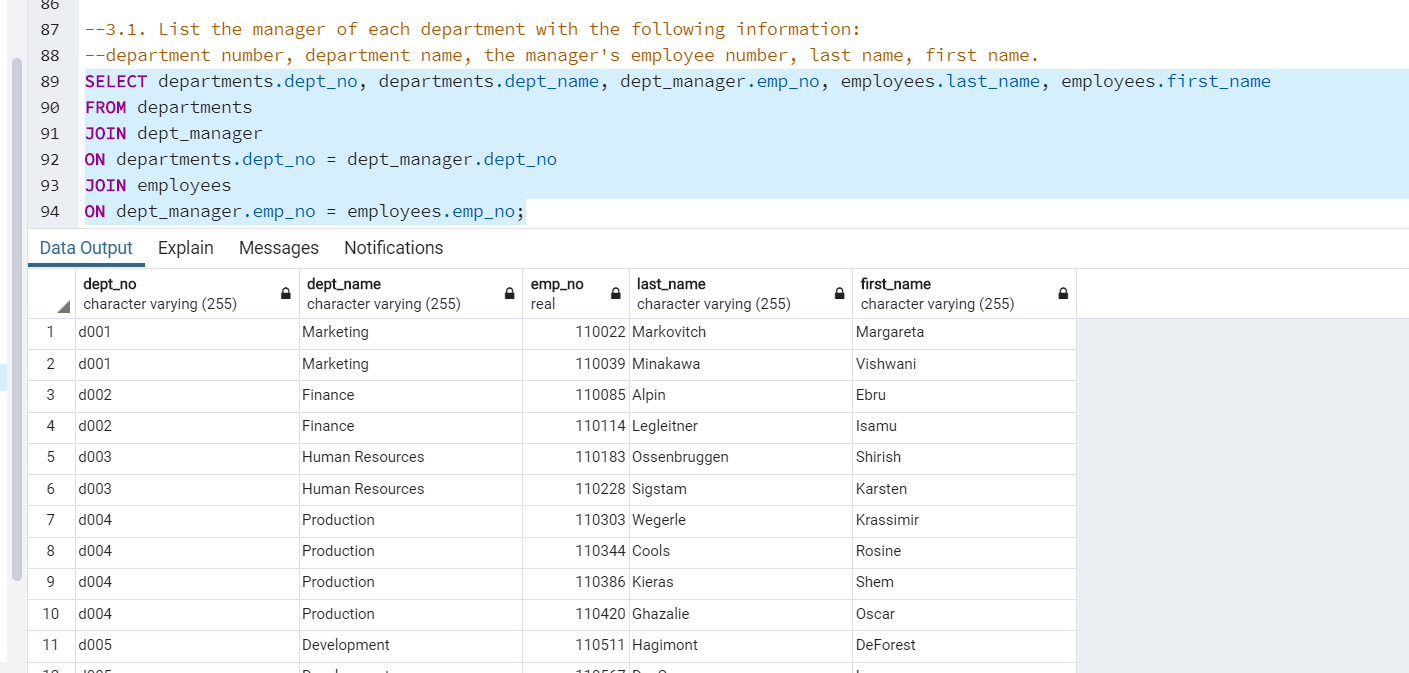 86
87 --3.1. List the manager of each department with the following information:
88 --department number, department name, the manager's employee number, last name, first name.
89 SELECT departments.dept_no, departments.dept_name, dept_manager.emp_no, employees.last_name, employees.first_name
90 FROM departments
91 JOIN dept_manager
92 ON departments.dept_no = dept_manager.dept_no
93 JOIN employees
94 ON dept_manager.emp_no = employees.emp_no;
Data Output Explain Messages Notifications
dept_no dept_name emp_no last_name first_name
character varying (255) character varying (255) real character varying (255) character varying (255)
1 d001 Marketing 110022 Markovitch Margareta
2 d001 Marketing 110039 Minakawa Vishwani
3 d002 Finance 110085 Alpin Ebru
4 d002 Finance 110114 Legleitner Isamu
5 d003 Human Resources 110183 Ossenbruggen Shirish
6 d003 Human Resources 110228 Sigstam Karsten
7 d004 Production 110303 Wegerle Krassimir
8 d004 Production 110344 Cools Rosine
9 d004 Production 110386 Kieras Shem
10 d004 Production 110420 Ghazalie Oscar
11 d005 Development 110511 Hagimont DeForest